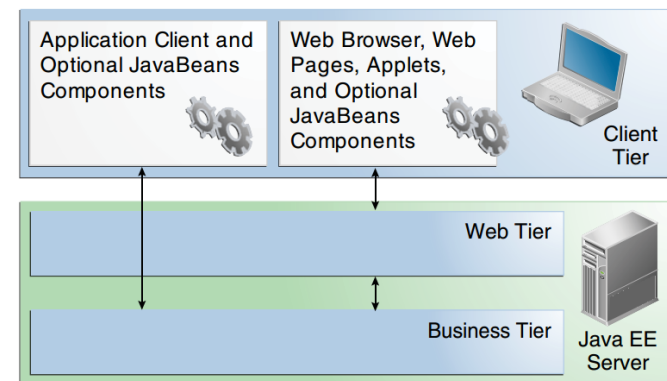 Application Client and
Optional JavaBeans
Components
Web Browser, Web
Pages, Applets,
and Optional
JavaBeans
Components
Client
Tier
Web Tier
Business Tier
Java EE
Server